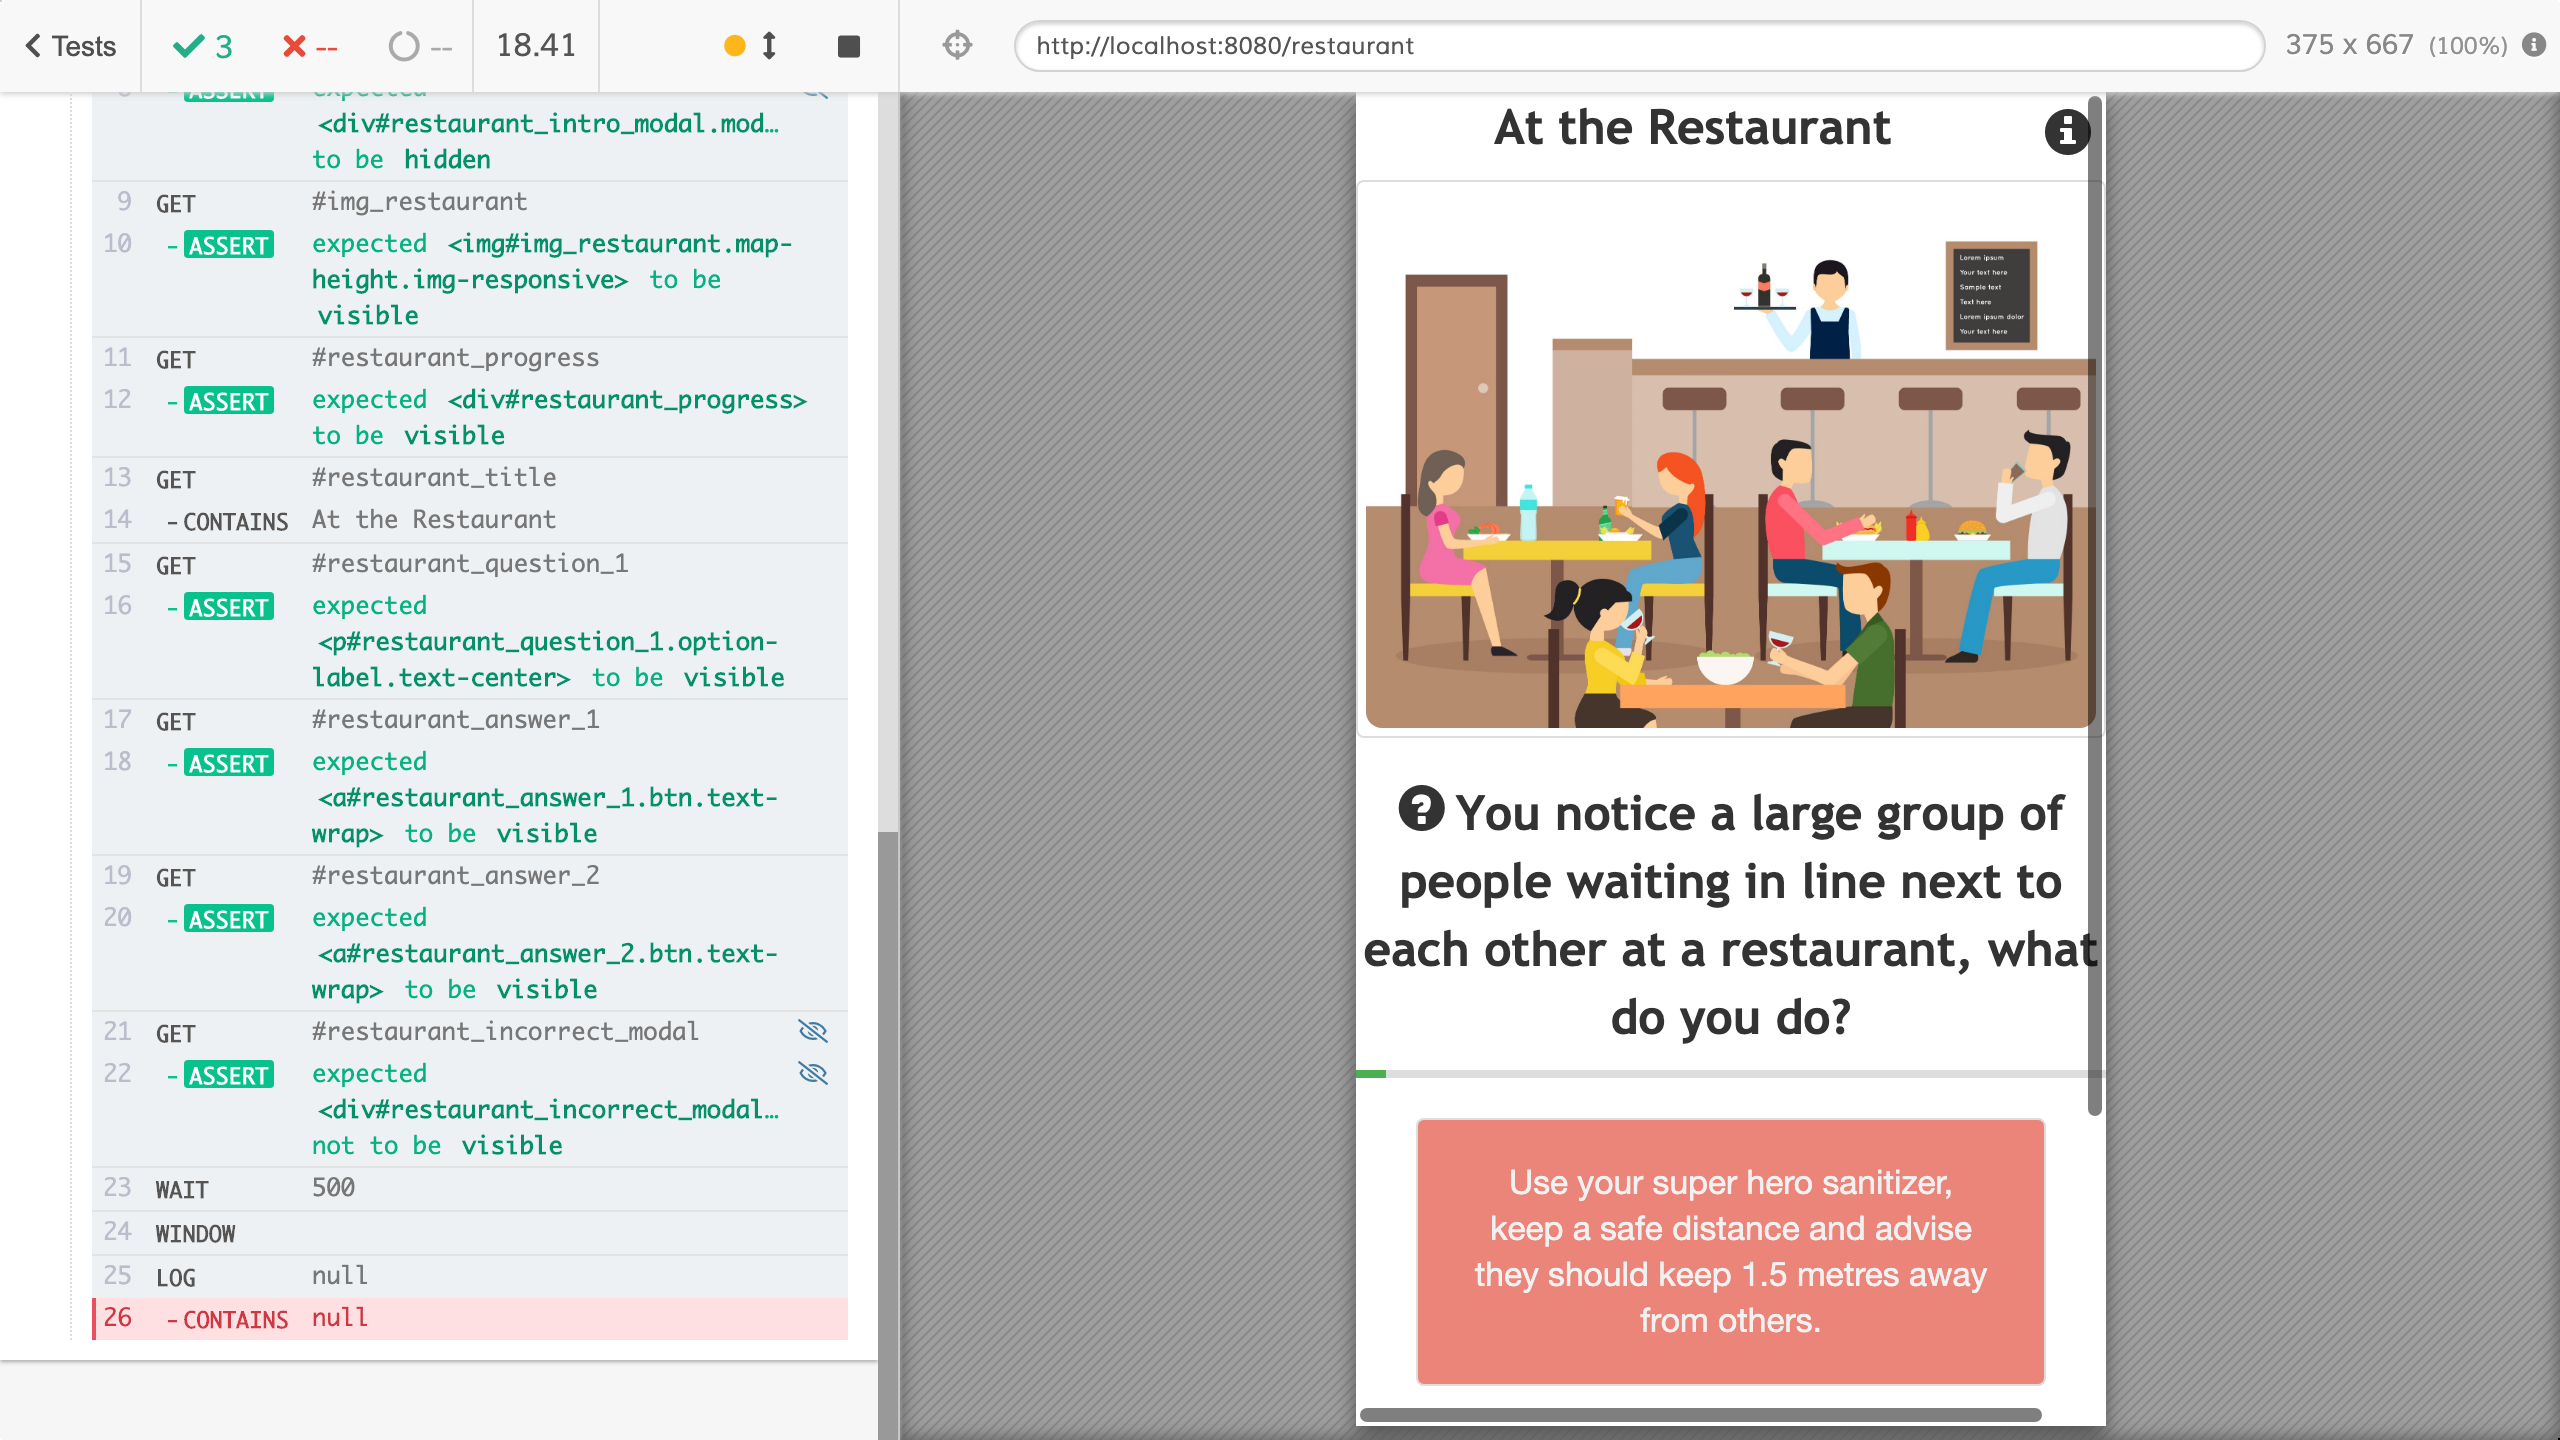 Tests
3
--
--
18.41
http://localhost:8080/restaurant
375 x 667 (100%)
8 -ASSERT expected
<div#restaurant_intro_modal.mod…
to be hidden
9 GET #img_restaurant
10 -ASSERT expected <img#img_restaurant.map-
height.img-responsive> to be
visible
11 GET #restaurant_progress
12 -ASSERT expected <div#restaurant_progress>
to be visible
13 GET #restaurant_title
14 -CONTAINS At the Restaurant
15 GET #restaurant_question_1
16 -ASSERT expected
<p#restaurant_question_1.option-
label.text-center> to be visible
17 GET #restaurant_answer_1
18 -ASSERT expected
<a#restaurant_answer_1.btn.text-
wrap> to be visible
19 GET #restaurant_answer_2
20 -ASSERT expected
<a#restaurant_answer_2.btn.text-
wrap> to be visible
21 GET #restaurant_incorrect_modal
22 -ASSERT expected
<div#restaurant_incorrect_modal…
not to be visible
23 WAIT 500
24 WINDOW
25 LOG null
26 -CONTAINS null
At the Restaurant
Lorem ipsum
Your text here
Sample text
Text here
Lorem ipsum dolor
Your text here
You notice a large group of
people waiting in line next to
each other at a restaurant, what
do you do?
Use your super hero sanitizer,
keep a safe distance and advise
they should keep 1.5 metres away
from others.